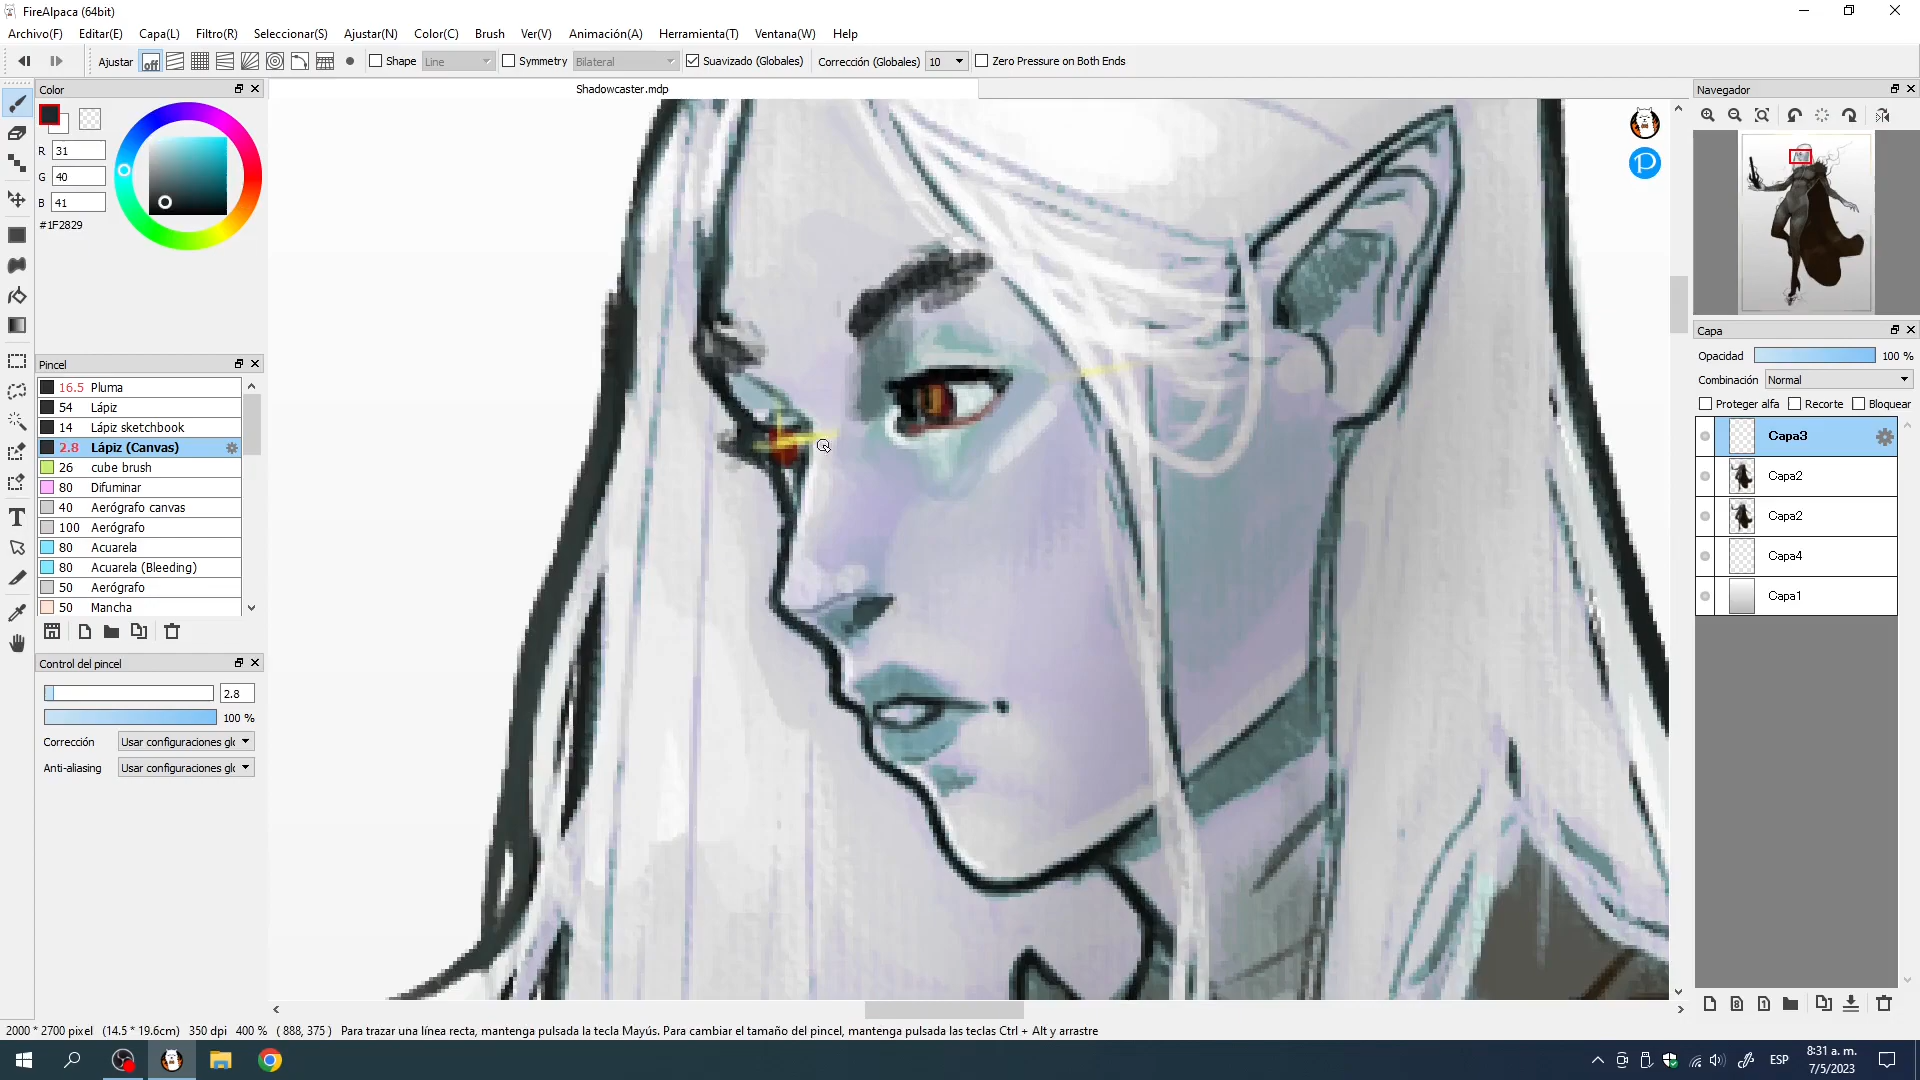 FireAlpaca (64bit)
Archivo(F) Editar(E) Capa(L) Filtro(R) Seleccionar(S) Ajustar(N) Color(C) Brush Ver(V) Animación(A) Herramienta(T) Ventana(W) Help
Ajustar off Shape Line Symmetry Bilateral Suavizado (Globales) Corrección (Globales) 10 Zero Pressure on Both Ends
Color
Shadowcaster.mdp
Navegador
R 31
G 40
B 41
#1F2829
Pincel
16.5 Pluma
54 Lápiz
14 Lápiz sketchbook
2.8 Lápiz (Canvas)
26 cube brush
80 Difuminar
40 Aerógrafo canvas
100 Aerógrafo
80 Acuarela
80 Acuarela (Bleeding)
50 Aerógrafo
50 Mancha
Control del pincel
2.8
100 %
Corrección Usar configuraciones gl
Anti-aliasing Usar configuraciones gl
Capa
Opacidad 100 %
Combinación Normal
Proteger alfa Recorte Bloquear
Capa3
Capa2
Capa2
Capa4
Capa1
2000 * 2700 pixel (14.5 * 19.6cm) 350 dpi 400 % ( 888, 375 ) Para trazar una línea recta, mantenga pulsada la tecla Mayús. Para cambiar el tamaño del pincel, mantenga pulsadas las teclas Ctrl + Alt y arrastre
ESP
8:31 a. m.
7/5/2023